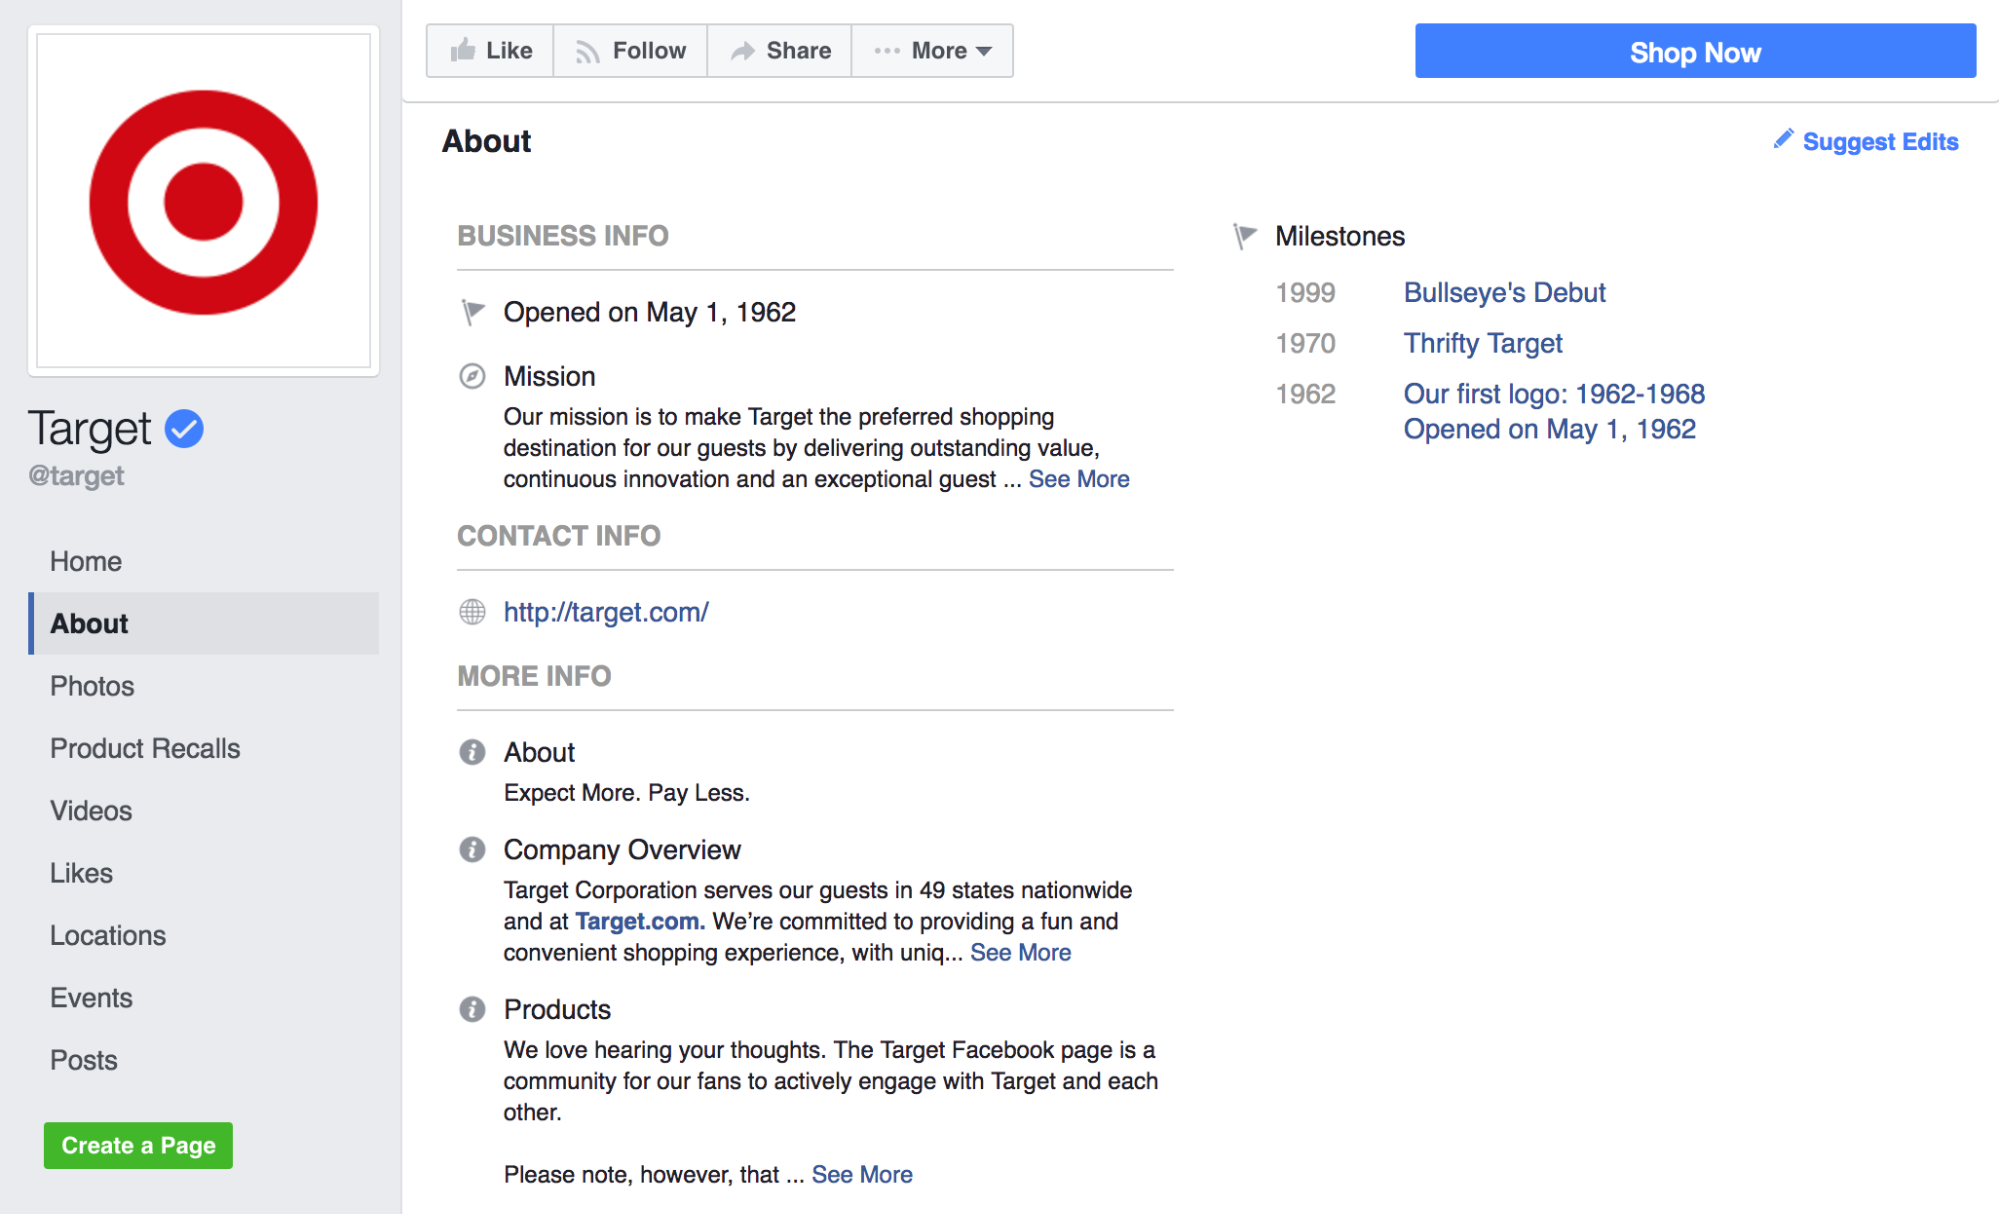 Like
Follow
Share
More
Shop Now
Target
@target
Home
About
Photos
Product Recalls
Videos
Likes
Locations
Events
Posts
Create a Page
About
Suggest Edits
BUSINESS INFO
Opened on May 1, 1962
Mission
Our mission is to make Target the preferred shopping
destination for our guests by delivering outstanding value,
continuous innovation and an exceptional guest ... See More
CONTACT INFO
http://target.com/
MORE INFO
About
Expect More. Pay Less.
Company Overview
Target Corporation serves our guests in 49 states nationwide
and at Target.com. We’re committed to providing a fun and
convenient shopping experience, with uniq... See More
Products
We love hearing your thoughts. The Target Facebook page is a
community for our fans to actively engage with Target and each
other.
Please note, however, that ... See More
Milestones
1999 Bullseye's Debut
1970 Thrifty Target
1962 Our first logo: 1962-1968
Opened on May 1, 1962